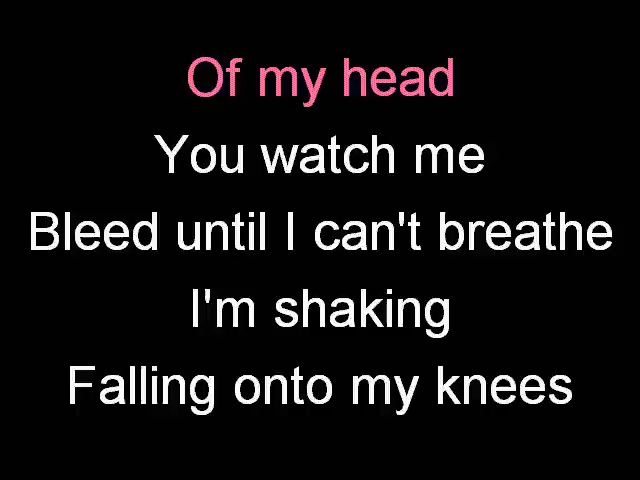 Of my head
You watch me
Bleed until I can't breathe
I'm shaking
Falling onto my knees